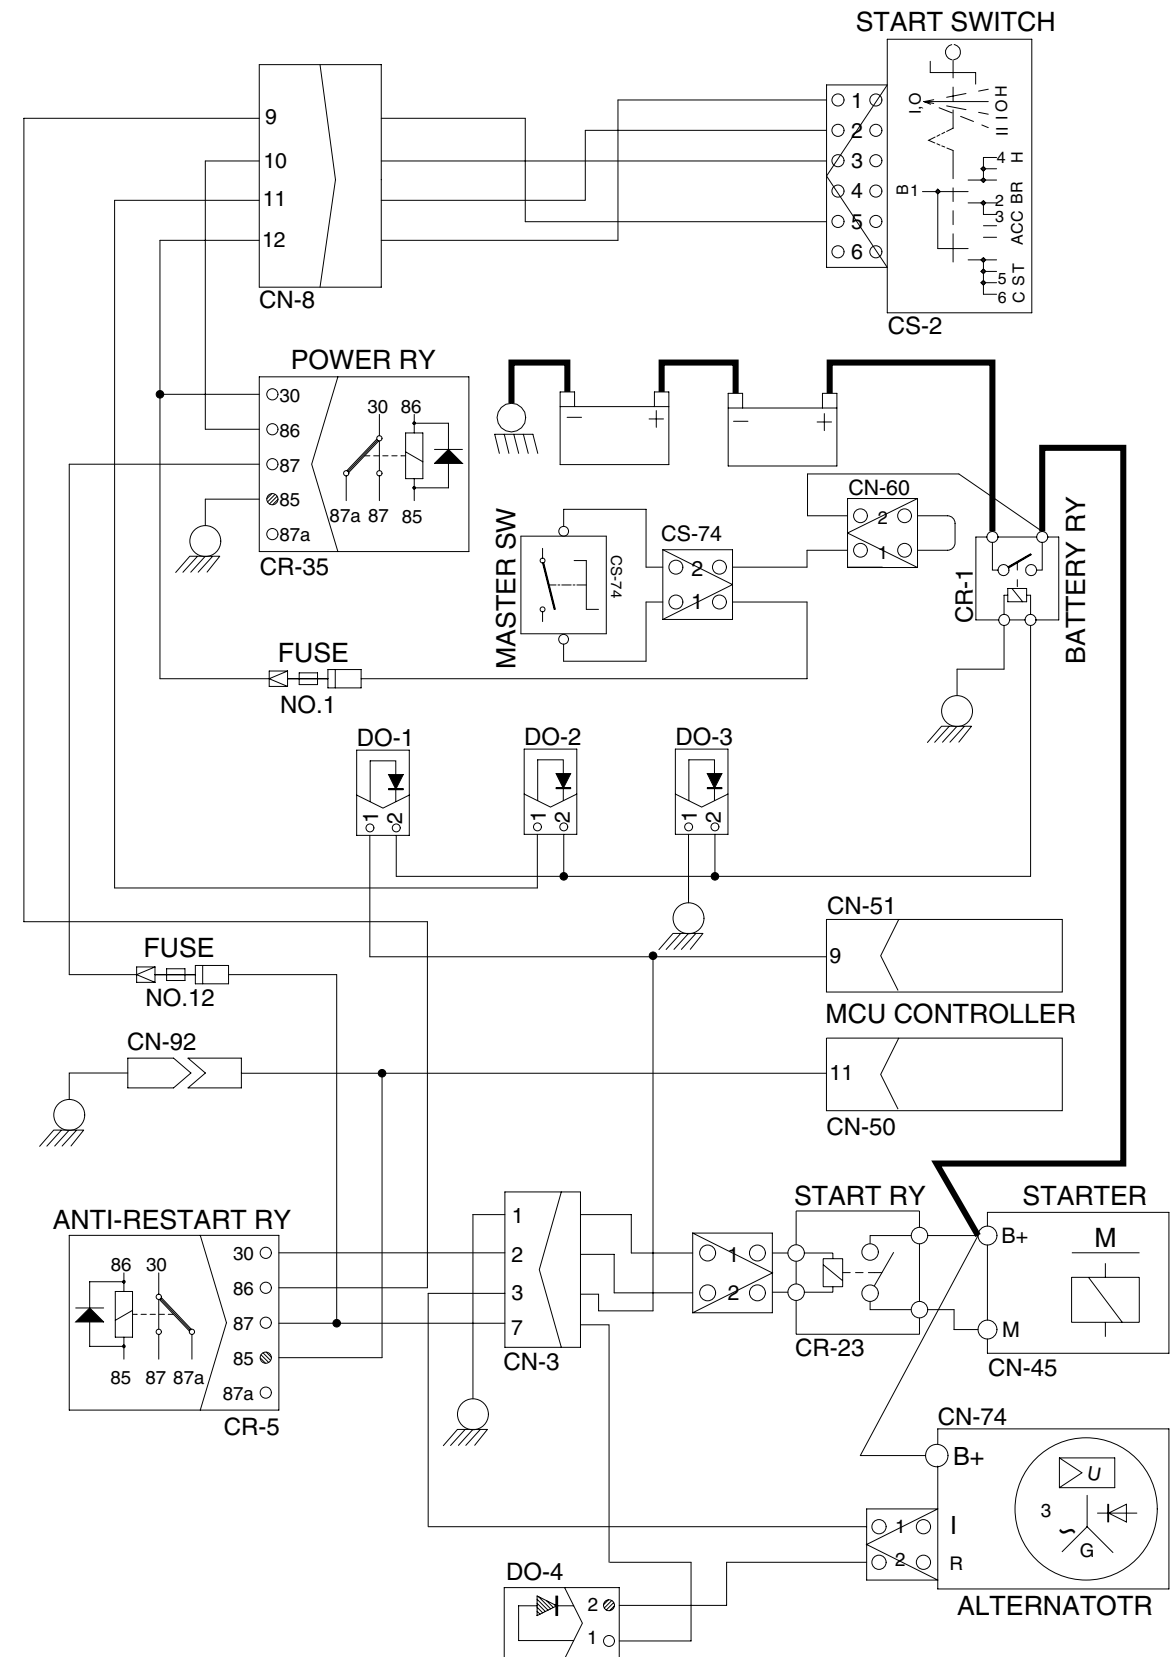 START SWITCH
1
2
3
4
5
6
I,O
H
O
I
II
4 H
B1
BR
2
3
ACC
5 ST
6 C
CS-2
9
10
11
12
CN-8
POWER RY
30
86
87
85
87a
30 86
87a 87 85
CR-35
-
+
-
+
MASTER SW
CS-74
CS-74
2
1
CN-60
2
1
CR-1
BATTERY RY
FUSE
NO.1
DO-1
1 2
DO-2
1 2
DO-3
1 2
CN-51
9
FUSE
NO.12
MCU CONTROLLER
CN-92
11
CN-50
ANTI-RESTART RY
86 30
85 87 87a
30
86
87
85
87a
CR-5
1
2
3
7
CN-3
START RY
1
2
CR-23
STARTER
B+
M
M
CN-45
CN-74
B+
1 I
2 R
U
3
~
G
ALTERNATOTR
DO-4
2
1